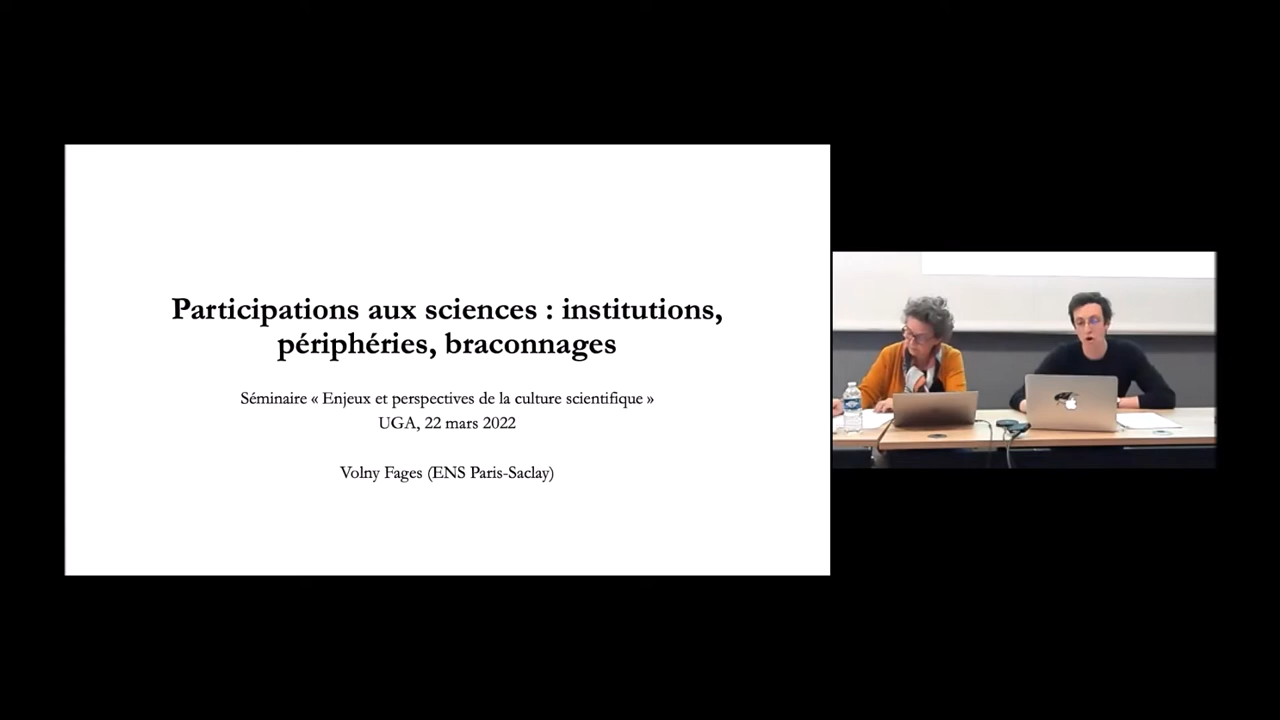 Participations aux sciences : institutions,
périphéries, braconnages
Séminaire « Enjeux et perspectives de la culture scientifique »
UGA, 22 mars 2022
Volny Fages (ENS Paris-Saclay)